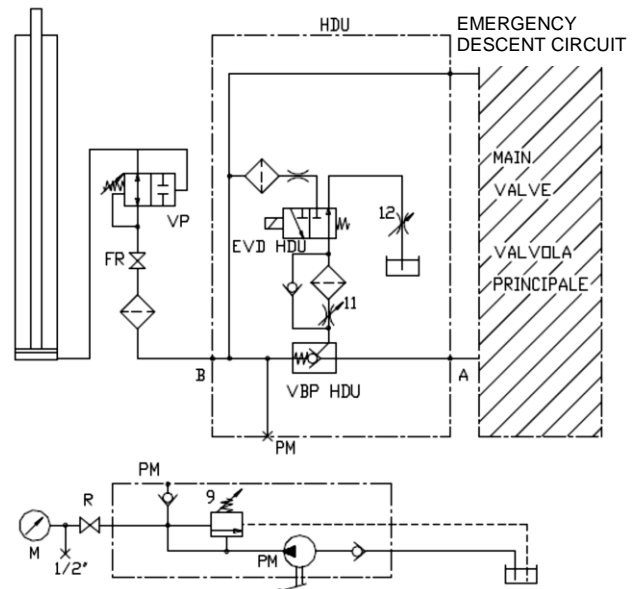 HDU
EMERGENCY
DESCENT CIRCUIT
MAIN
VALVE
VALVOLA
PRINCIPALE
VP
FR
EVD HDU
12
11
B
VBP HDU
A
PM
PM
R
9
M
1/2"
PM